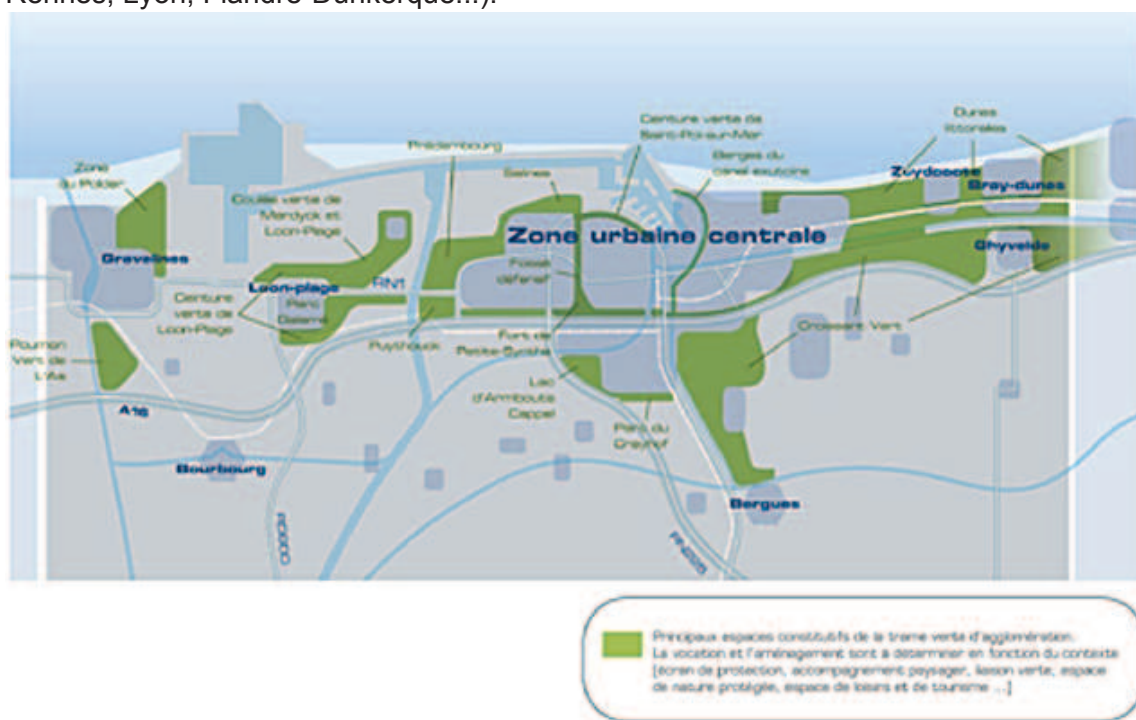 Rennes, Lyon, Flandre-Dunkerque...).
Ceinture verte de
Saint-Pol-sur-Mer
Dunes
littorales
Zone
du Polder
Prédembourg
Salines
Berges du
canal exutoire
Zuydcoote
Bray-dunes
Coulée verte de
Mardyck et
Loon-Plage
Zone urbaine centrale
Gravelines
Ghyvelde
Fossé
défensif
Loon-plage
RN1
Ceinture
verte de
Loon-Plage
Parc
Puythouck
Fort de
Petite-Synthe
Croissant Vert
Poumon
Vert de
Lac
d'Armbouts
Cappel
A16
Parc du
Bourbourg
Bergues
RN225
Principaux espaces constitutifs de la trame verte d'agglomération.
La vocation et l'aménagement sont à déterminer en fonction du contexte
[écran de protection, accompagnement paysager, liaison verte, espace
de nature protégée, espace de loisirs et de tourisme ...]